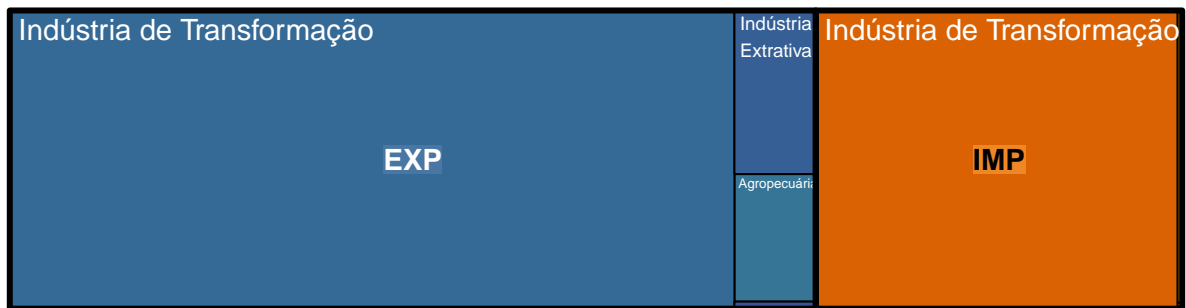 Indústria de Transformação
EXP
Indústria
Extrativa
Agropecuária
Indústria de Transformação
IMP